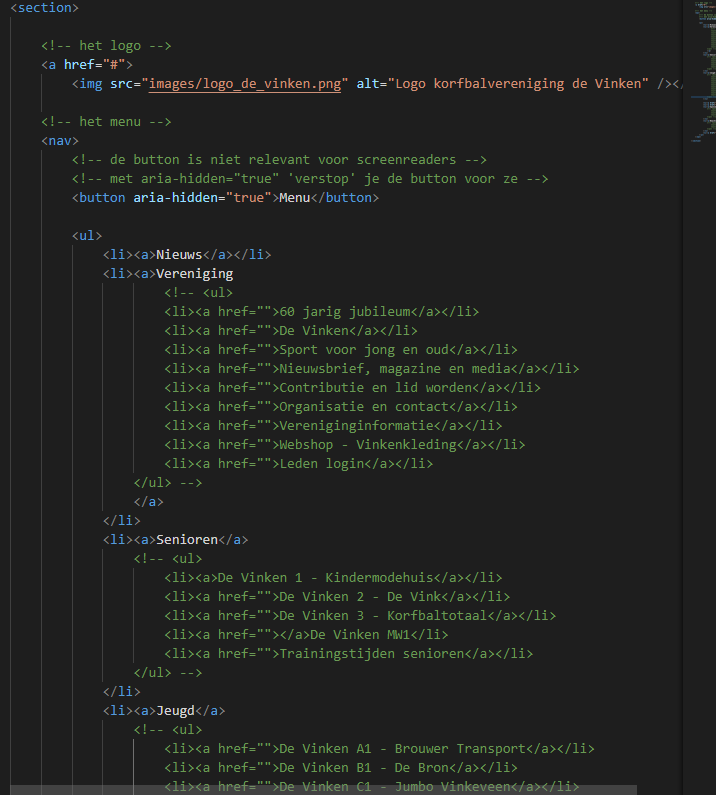 <section>
<!-- het logo -->
<a href="#">
<img src="images/logo_de_vinken.png" alt="Logo korfbalvereniging de Vinken" /></
<!-- het menu -->
<nav>
<!-- de button is niet relevant voor screenreaders -->
<!-- met aria-hidden="true" 'verstop' je de button voor ze -->
<button aria-hidden="true">Menu</button>
<ul>
<li><a>Nieuws</a></li>
<li><a>Vereniging
<!-- <ul>
<li><a href="">60 jarig jubileum</a></li>
<li><a href="">De Vinken</a></li>
<li><a href="">Sport voor jong en oud</a></li>
<li><a href="">Nieuwsbrief, magazine en media</a></li>
<li><a href="">Contributie en lid worden</a></li>
<li><a href="">Organisatie en contact</a></li>
<li><a href="">Vereniginginformatie</a></li>
<li><a href="">Webshop - Vinkenkleding</a></li>
<li><a href="">Leden login</a></li>
</ul> -->
</a>
</li>
<li><a>Senioren</a>
<!-- <ul>
<li><a>De Vinken 1 - Kindermodehuis</a></li>
<li><a href="">De Vinken 2 - De Vink</a></li>
<li><a href="">De Vinken 3 - Korfbaltotaal</a></li>
<li><a href=""></a>De Vinken MW1</li>
<li><a href="">Trainingstijden senioren</a></li>
</ul> -->
</li>
<li><a>Jeugd</a>
<!-- <ul>
<li><a href="">De Vinken A1 - Brouwer Transport</a></li>
<li><a href="">De Vinken B1 - De Bron</a></li>
<li><a href="">De Vinken C1 - Jumbo Vinkeveen</a></li>